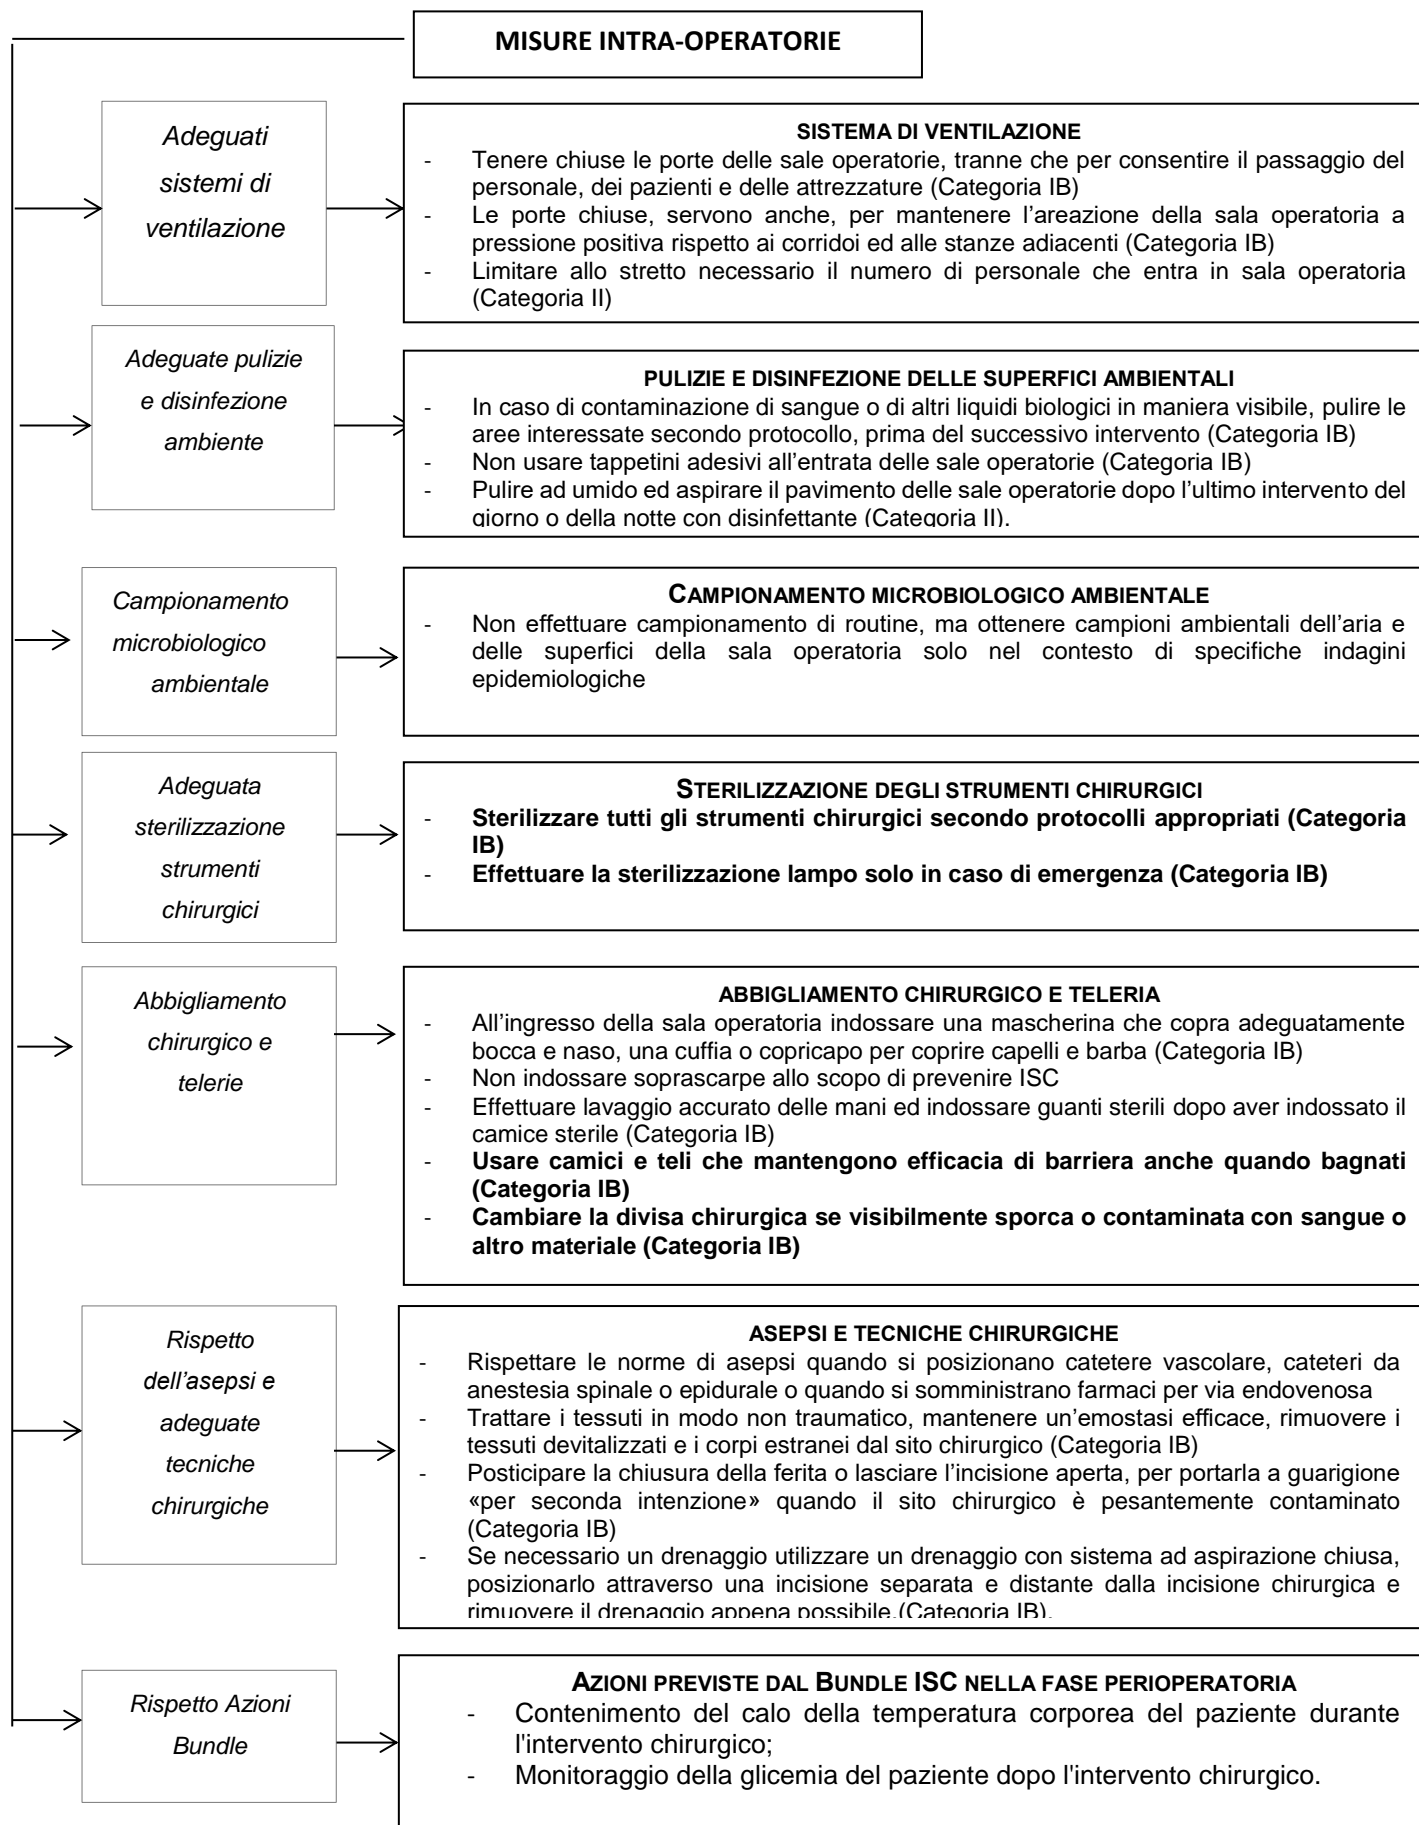 MISURE INTRA-OPERATORIE
Adeguati
sistemi di
ventilazione
SISTEMA DI VENTILAZIONE
- Tenere chiuse le porte delle sale operatorie, tranne che per consentire il passaggio del
personale, dei pazienti e delle attrezzature (Categoria IB)
- Le porte chiuse, servono anche, per mantenere l'areazione della sala operatoria a
pressione positiva rispetto ai corridoi ed alle stanze adiacenti (Categoria IB)
- Limitare allo stretto necessario il numero di personale che entra in sala operatoria
(Categoria II)
Adeguate pulizie
e disinfezione
ambiente
PULIZIE E DISINFEZIONE DELLE SUPERFICI AMBIENTALI
- In caso di contaminazione di sangue o di altri liquidi biologici in maniera visibile, pulire le
aree interessate secondo protocollo, prima del successivo intervento (Categoria IB)
- Non usare tappetini adesivi all'entrata delle sale operatorie (Categoria IB)
- Pulire ad umido ed aspirare il pavimento delle sale operatorie dopo l'ultimo intervento del
giorno o della notte con disinfettante (Categoria II).
Campionamento
microbiologico
ambientale
CAMPIONAMENTO MICROBIOLOGICO AMBIENTALE
- Non effettuare campionamento di routine, ma ottenere campioni ambientali dell'aria e
delle superfici della sala operatoria solo nel contesto di specifiche indagini
epidemiologiche
Adeguata
sterilizzazione
strumenti
chirurgici
STERILIZZAZIONE DEGLI STRUMENTI CHIRURGICI
- Sterilizzare tutti gli strumenti chirurgici secondo protocolli appropriati (Categoria
IB)
- Effettuare la sterilizzazione lampo solo in caso di emergenza (Categoria IB)
Abbigliamento
chirurgico e
telerie
ABBIGLIAMENTO CHIRURGICO E TELERIA
- All'ingresso della sala operatoria indossare una mascherina che copra adeguatamente
bocca e naso, una cuffia o copricapo per coprire capelli e barba (Categoria IB)
- Non indossare soprascarpe allo scopo di prevenire ISC
- Effettuare lavaggio accurato delle mani ed indossare guanti sterili dopo aver indossato il
camice sterile (Categoria IB)
- Usare camici e teli che mantengono efficacia di barriera anche quando bagnati
(Categoria IB)
- Cambiare la divisa chirurgica se visibilmente sporca o contaminata con sangue o
altro materiale (Categoria IB)
Rispetto
dell'asepsi e
adeguate
tecniche
chirurgiche
ASEPSI E TECNICHE CHIRURGICHE
- Rispettare le norme di asepsi quando si posizionano catetere vascolare, cateteri da
anestesia spinale o epidurale o quando si somministrano farmaci per via endovenosa
- Trattare i tessuti in modo non traumatico, mantenere un'emostasi efficace, rimuovere i
tessuti devitalizzati e i corpi estranei dal sito chirurgico (Categoria IB)
- Posticipare la chiusura della ferita o lasciare l'incisione aperta, per portarla a guarigione
«per seconda intenzione» quando il sito chirurgico è pesantemente contaminato
(Categoria IB)
- Se necessario un drenaggio utilizzare un drenaggio con sistema ad aspirazione chiusa,
posizionarlo attraverso una incisione separata e distante dalla incisione chirurgica e
rimuovere il drenaggio appena possibile.(Categoria IB).
Rispetto Azioni
Bundle
AZIONI PREVISTE DAL BUNDLE ISC NELLA FASE PERIOPERATORIA
- Contenimento del calo della temperatura corporea del paziente durante
l'intervento chirurgico;
- Monitoraggio della glicemia del paziente dopo l'intervento chirurgico.